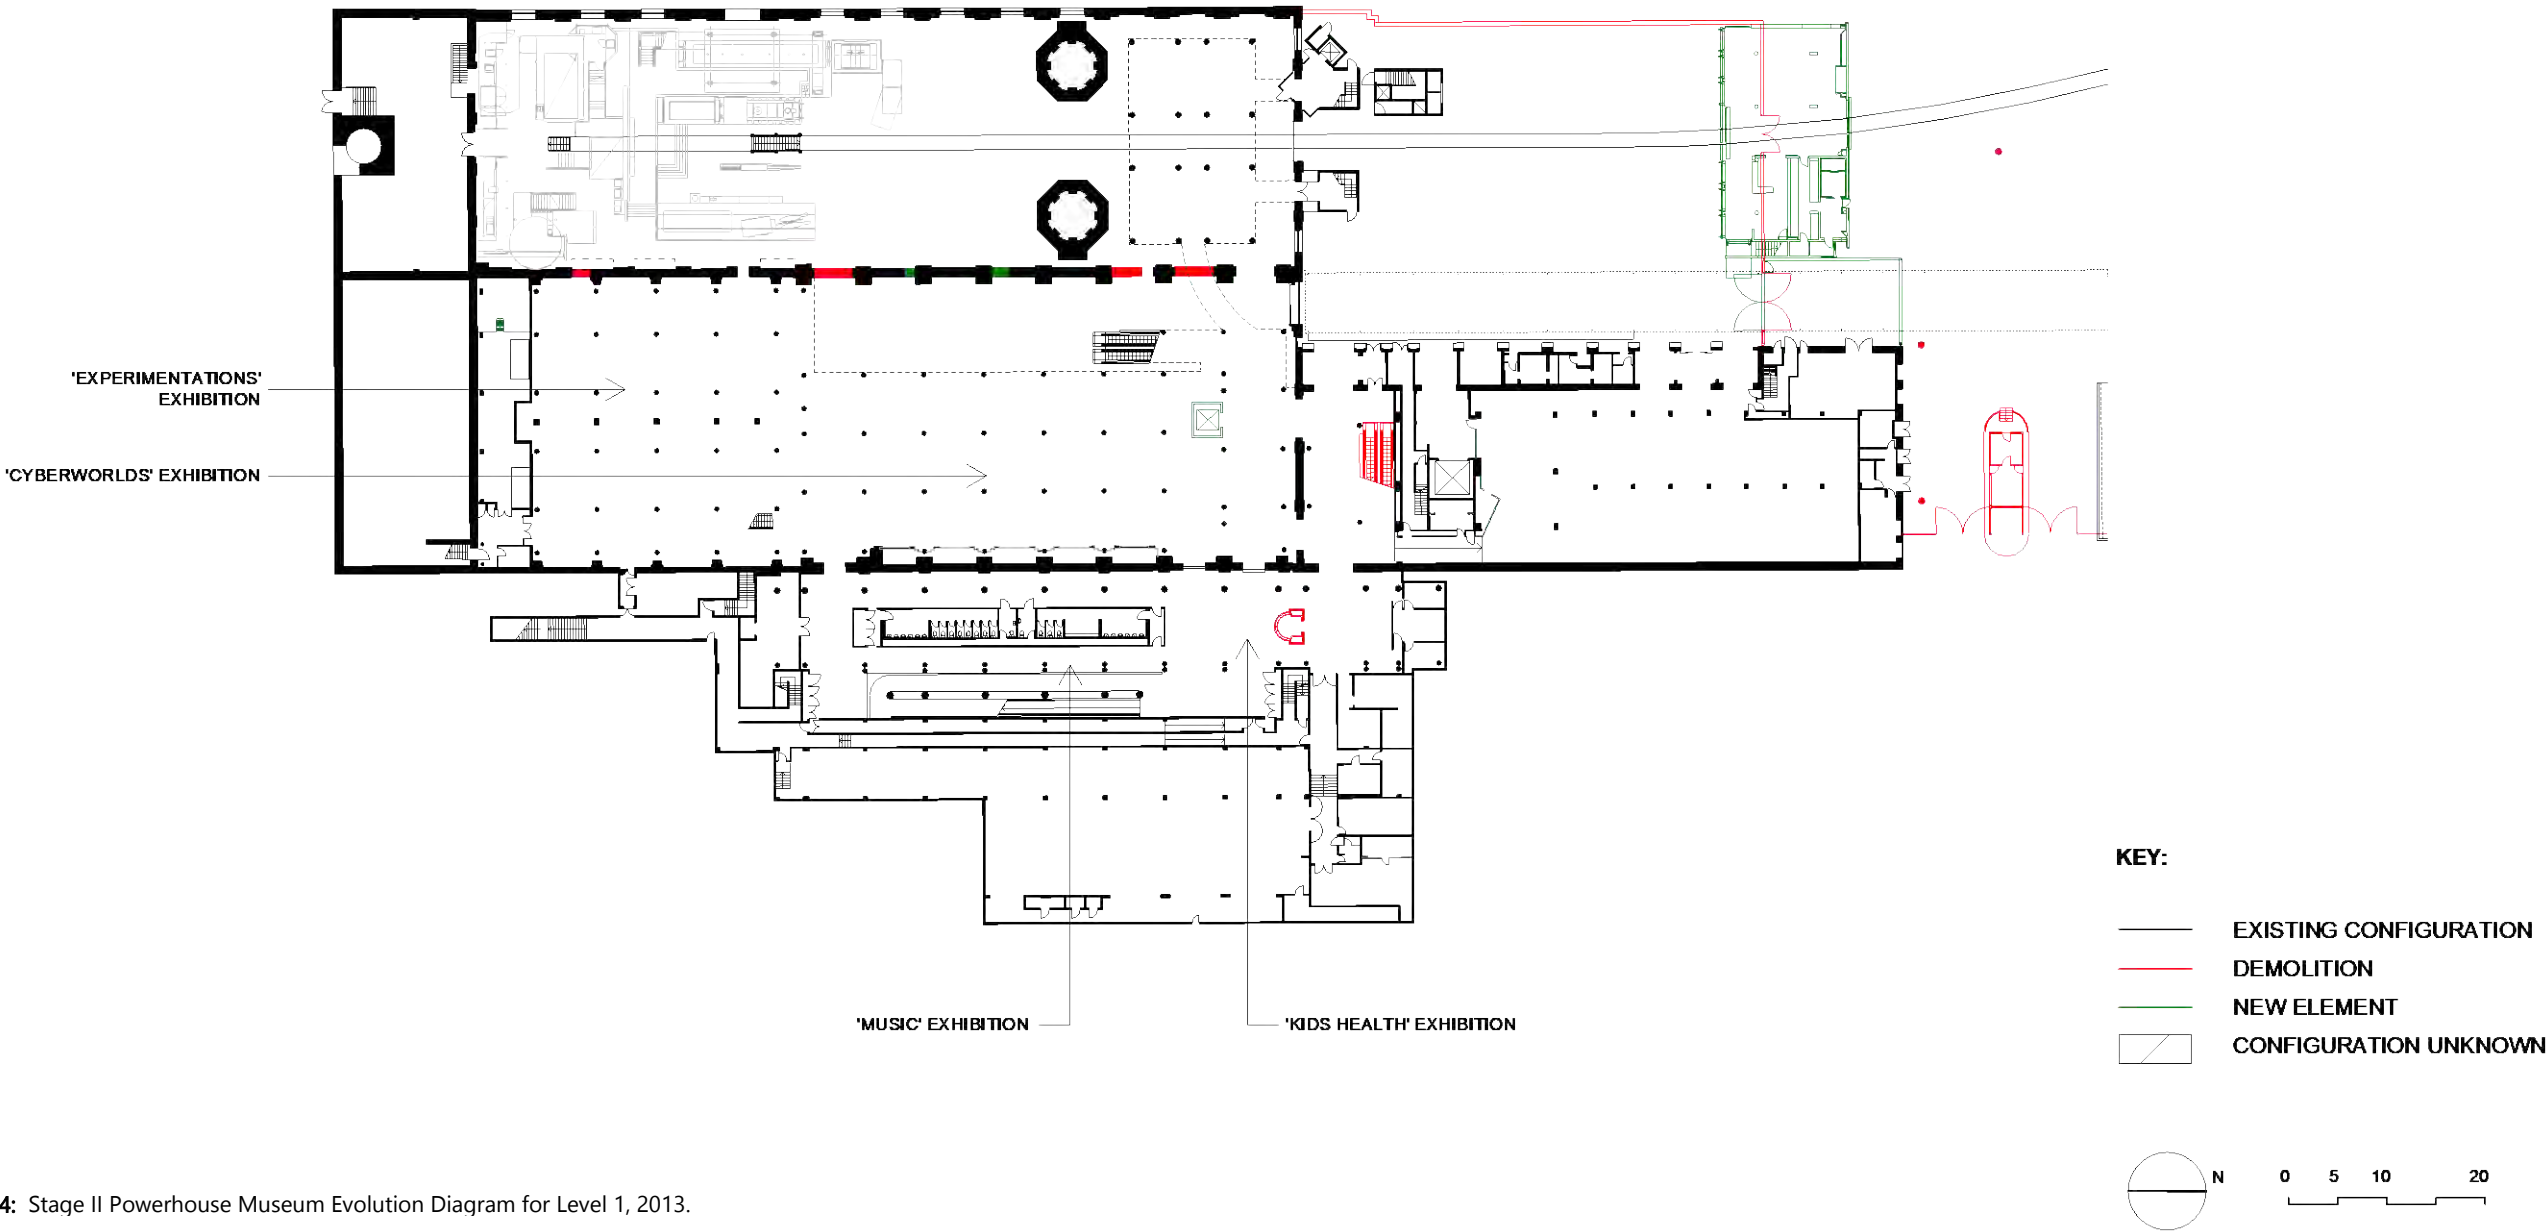 'EXPERIMENTATIONS'
EXHIBITION
'CYBERWORLDS' EXHIBITION
'MUSIC' EXHIBITION
'KIDS HEALTH' EXHIBITION
KEY:
EXISTING CONFIGURATION
DEMOLITION
NEW ELEMENT
CONFIGURATION UNKNOWN
N
0 5 10 20
4: Stage II Powerhouse Museum Evolution Diagram for Level 1, 2013.